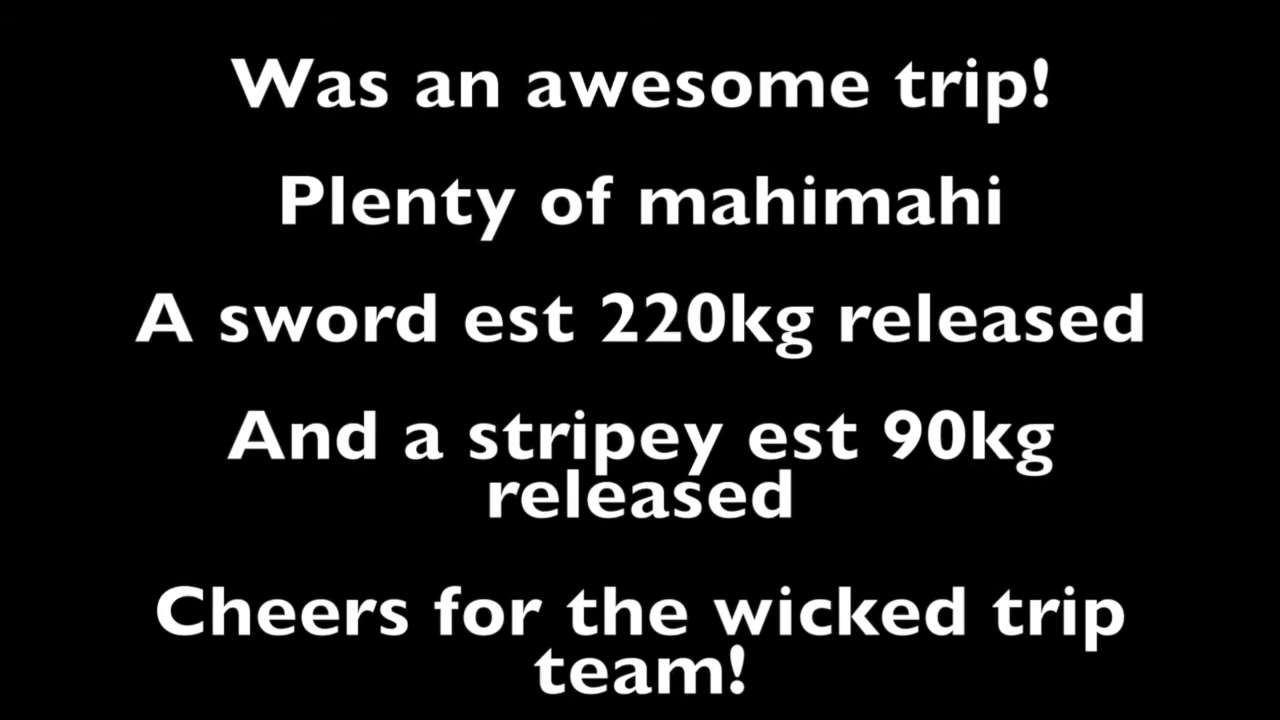 Was an awesome trip!
Plenty of mahimahi
A sword est 220kg released
And a stripey est 90kg
released
Cheers for the wicked trip
team!